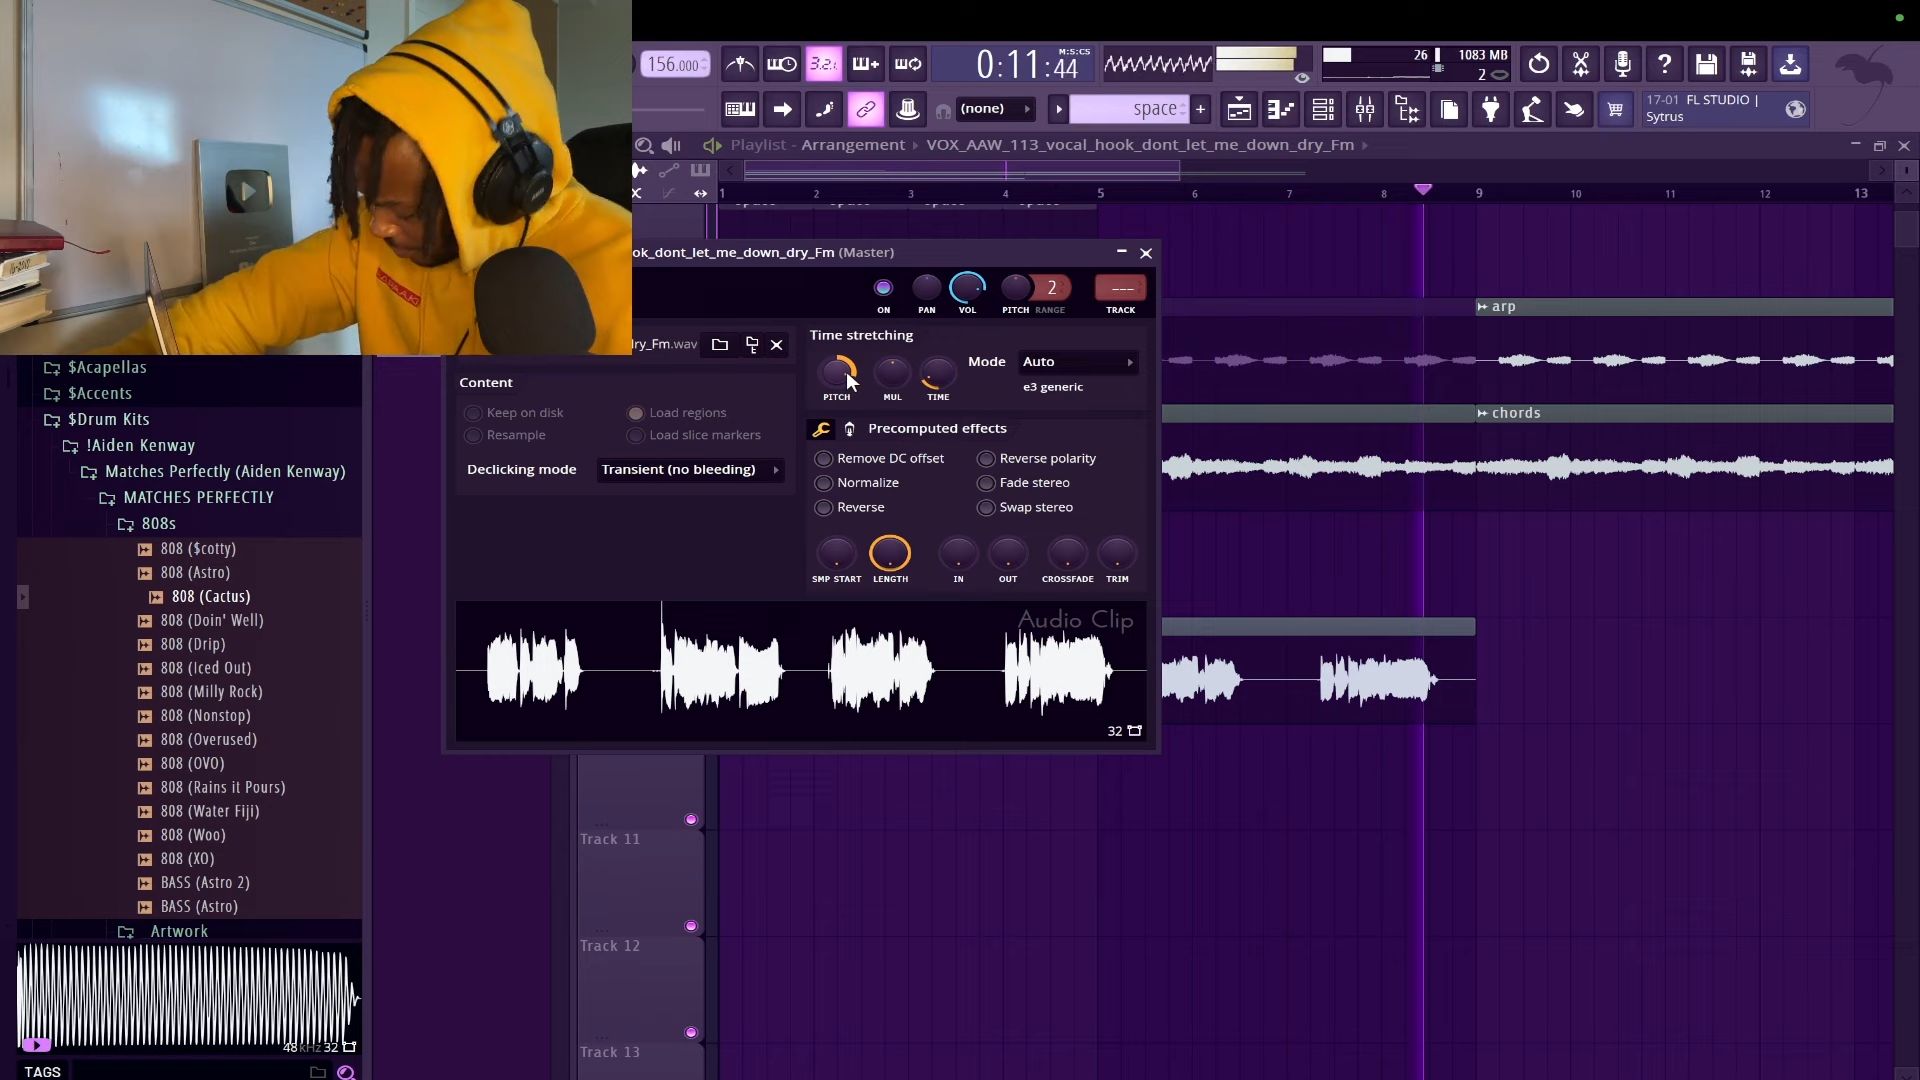 156.000
3.2.
0:11:44
M:S:CS
26
1083 MB
2
(none)
space
17-01 FL STUDIO |
Sytrus
Playlist - Arrangement › VOX_AAW_113_vocal_hook_dont_let_me_down_dry_Fm
1 2 3 4 5 6 7 8 9 10 11 12 13
ok_dont_let_me_down_dry_Fm (Master)
2
---
ON PAN VOL PITCH RANGE TRACK
ry_Fm.wav
Time stretching
Mode
Auto
e3 generic
PITCH MUL TIME
Content
Keep on disk
Load regions
Resample
Load slice markers
Declicking mode
Transient (no bleeding)
Precomputed effects
Remove DC offset
Reverse polarity
Normalize
Fade stereo
Reverse
Swap stereo
SMP START LENGTH IN OUT CROSSFADE TRIM
Audio Clip
32
arp
chords
Track 11
Track 12
Track 13
$Acapellas
$Accents
$Drum Kits
!Aiden Kenway
Matches Perfectly (Aiden Kenway)
MATCHES PERFECTLY
808s
808 ($cotty)
808 (Astro)
808 (Cactus)
808 (Doin' Well)
808 (Drip)
808 (Iced Out)
808 (Milly Rock)
808 (Nonstop)
808 (Overused)
808 (OVO)
808 (Rains it Pours)
808 (Water Fiji)
808 (Woo)
808 (XO)
BASS (Astro 2)
BASS (Astro)
Artwork
48kHz 32
TAGS